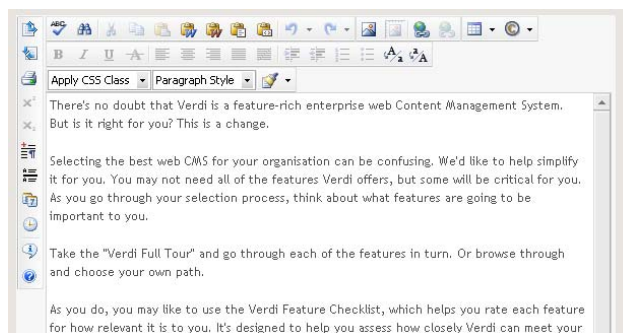 ABC
B I U A
Apply CSS Class Paragraph Style
There's no doubt that Verdi is a feature-rich enterprise web Content Management System.
But is it right for you? This is a change.
Selecting the best web CMS for your organisation can be confusing. We'd like to help simplify
it for you. You may not need all of the features Verdi offers, but some will be critical for you.
As you go through your selection process, think about what features are going to be
important to you.
Take the "Verdi Full Tour" and go through each of the features in turn. Or browse through
and choose your own path.
As you do, you may like to use the Verdi Feature Checklist, which helps you rate each feature
for how relevant it is to you. It's designed to help you assess how closely Verdi can meet your